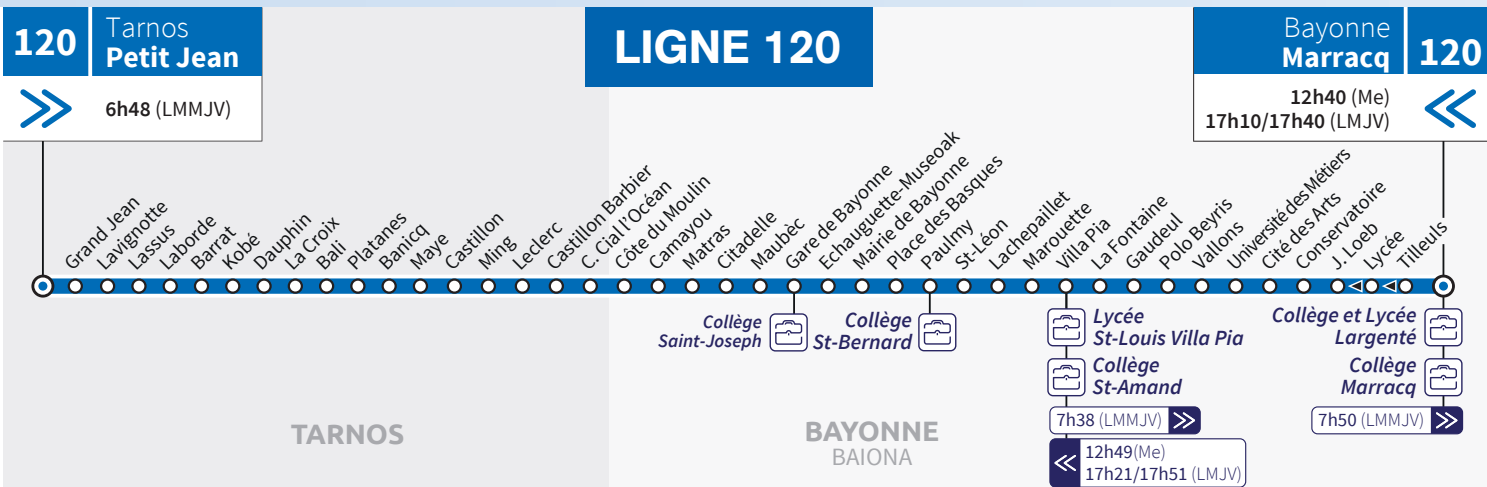 120
Tarnos
Petit Jean
6h48 (LMMJV)
LIGNE 120
Bayonne
Marracq
120
12h40 (Me)
17h10/17h40 (LMJV)
Grand Jean
Lavignotte
Lassus
Laborde
Barrat
Kobé
Dauphin
La Croix
Bali
Platanes
Banicq
Maye
Castillon
Ming
Leclerc
Castillon Barbier
C. Cial l'Océan
Côte du Moulin
Camayou
Matras
Citadelle
Maubèc
Gare de Bayonne
Echauguette-Museoak
Mairie de Bayonne
Place des Basques
Paulmy
St-Léon
Lachepaillet
Marouette
Villa Pia
La Fontaine
Gaudeul
Polo Beyris
Vallons
Université des Métiers
Cité des Arts
Conservatoire
J. Loeb
Lycée
Tilleuls
Collège
Saint-Joseph
Collège
St-Bernard
Lycée
St-Louis Villa Pia
Collège
St-Amand
7h38 (LMMJV)
12h49(Me)
17h21/17h51 (LMJV)
Collège et Lycée
Largenté
Collège
Marracq
7h50 (LMMJV)
TARNOS
BAYONNE
BAIONA